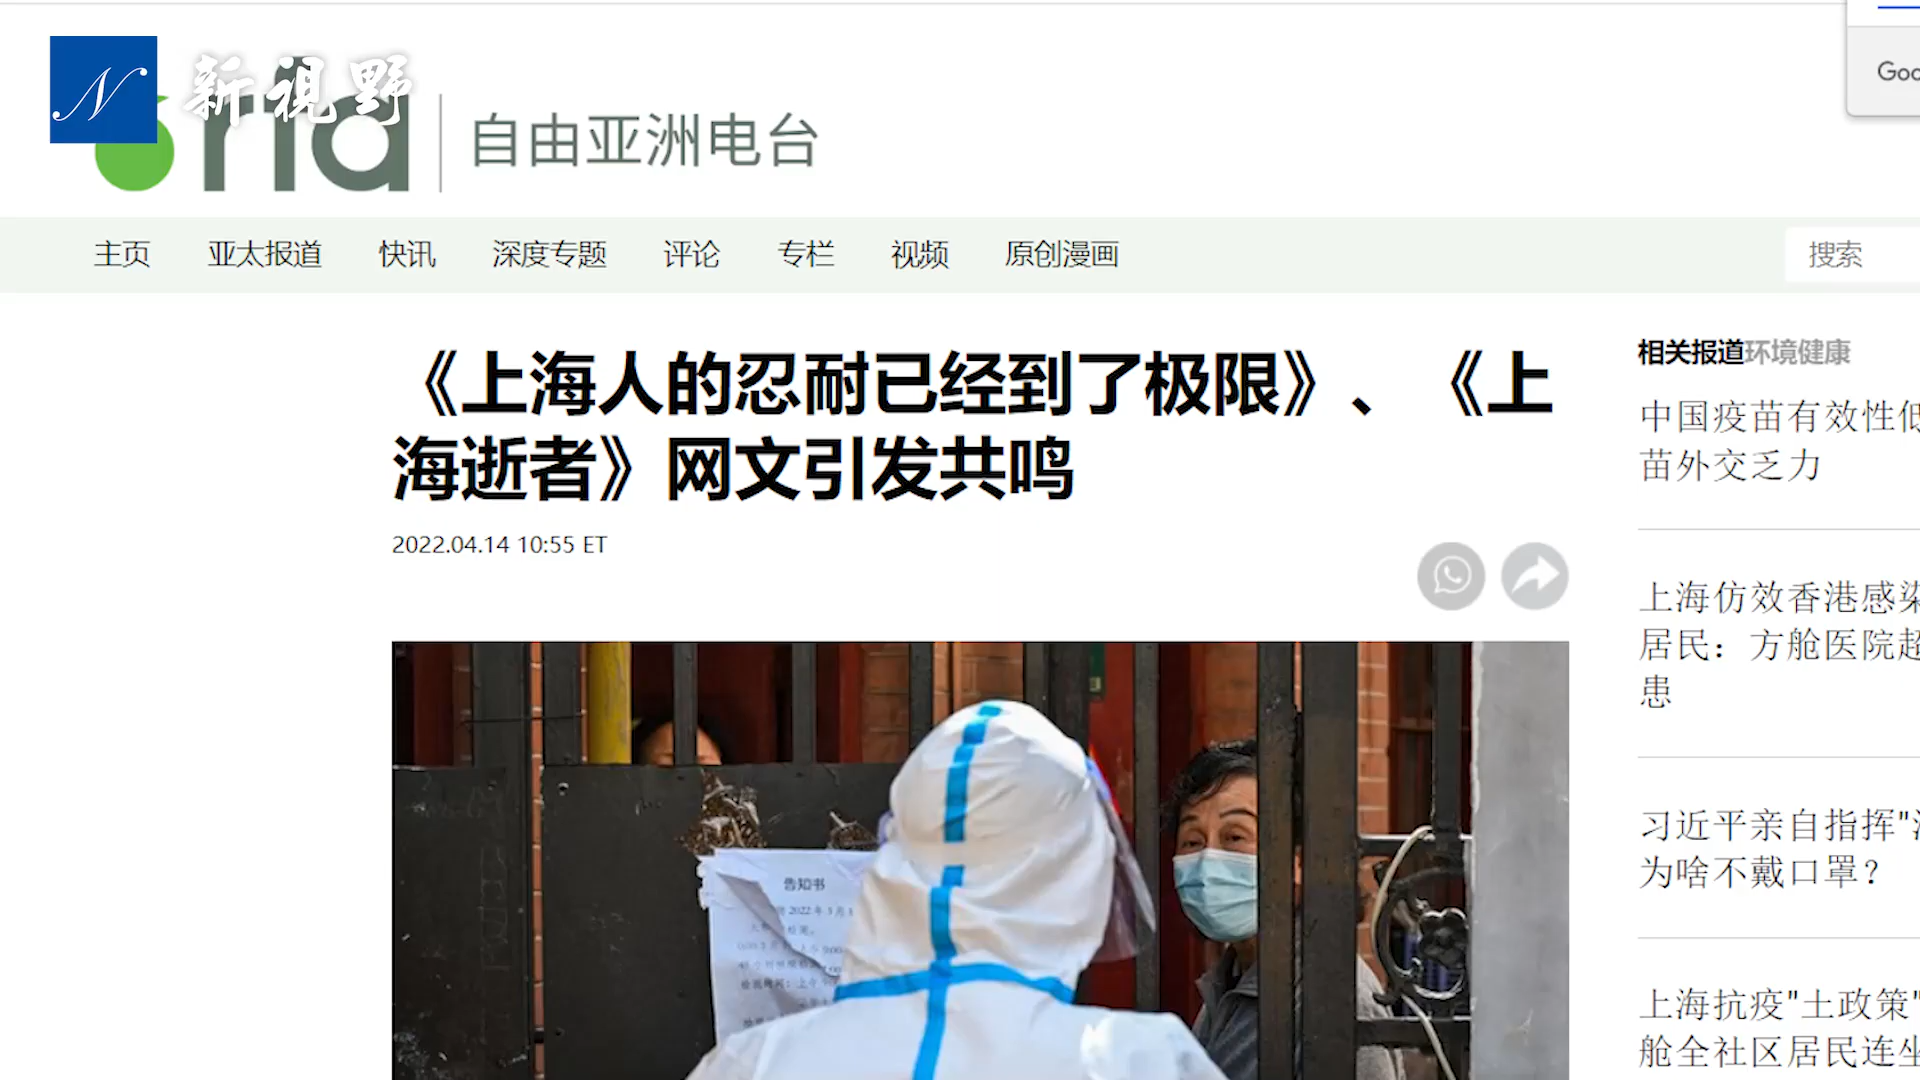 N 新视野
rfa 自由亚洲电台
Goo
主页 亚太报道 快讯 深度专题 评论 专栏 视频 原创漫画
搜索
《上海人的忍耐已经到了极限》、《上
海逝者》网文引发共鸣
2022.04.14 10:55 ET
告知书
相关报道环境健康
中国疫苗有效性低
苗外交乏力
上海仿效香港感染
居民：方舱医院超
患
习近平亲自指挥"
为啥不戴口罩？
上海抗疫"土政策"
舱全社区居民连坐